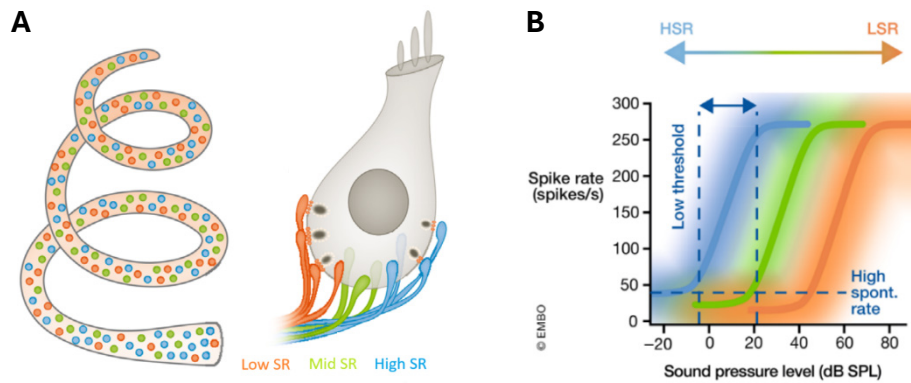 A
Low SR Mid SR High SR
B
HSR LSR
300
250
200
150
100
50
0
Spike rate
(spikes/s)
Low threshold
High
spont.
rate
−20 0 20 40 60 80
Sound pressure level (dB SPL)
© EMBO